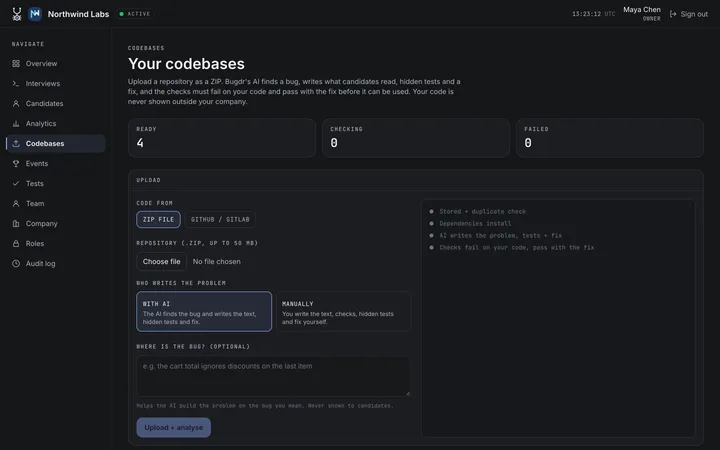 Northwind Labs
ACTIVE
13:23:12 UTC
Maya Chen
OWNER
Sign out
NAVIGATE
Overview
Interviews
Candidates
Analytics
Codebases
Events
Tests
Team
Company
Roles
Audit log
CODEBASES
Your codebases
Upload a repository as a ZIP. Bugdr's AI finds a bug, writes what candidates read, hidden tests and a
fix, and the checks must fail on your code and pass with the fix before it can be used. Your code is
never shown outside your company.
READY
4
CHECKING
0
FAILED
0
UPLOAD
CODE FROM
ZIP FILE
GITHUB / GITLAB
REPOSITORY (.ZIP, UP TO 50 MB)
Choose file
No file chosen
WHO WRITES THE PROBLEM
WITH AI
The AI finds the bug and writes the text,
hidden tests and fix.
MANUALLY
You write the text, checks, hidden tests
and fix yourself.
WHERE IS THE BUG? (OPTIONAL)
e.g. the cart total ignores discounts on the last item
Helps the AI build the problem on the bug you mean. Never shown to candidates.
Upload + analyse
Stored + duplicate check
Dependencies install
AI writes the problem, tests + fix
Checks fail on your code, pass with the fix